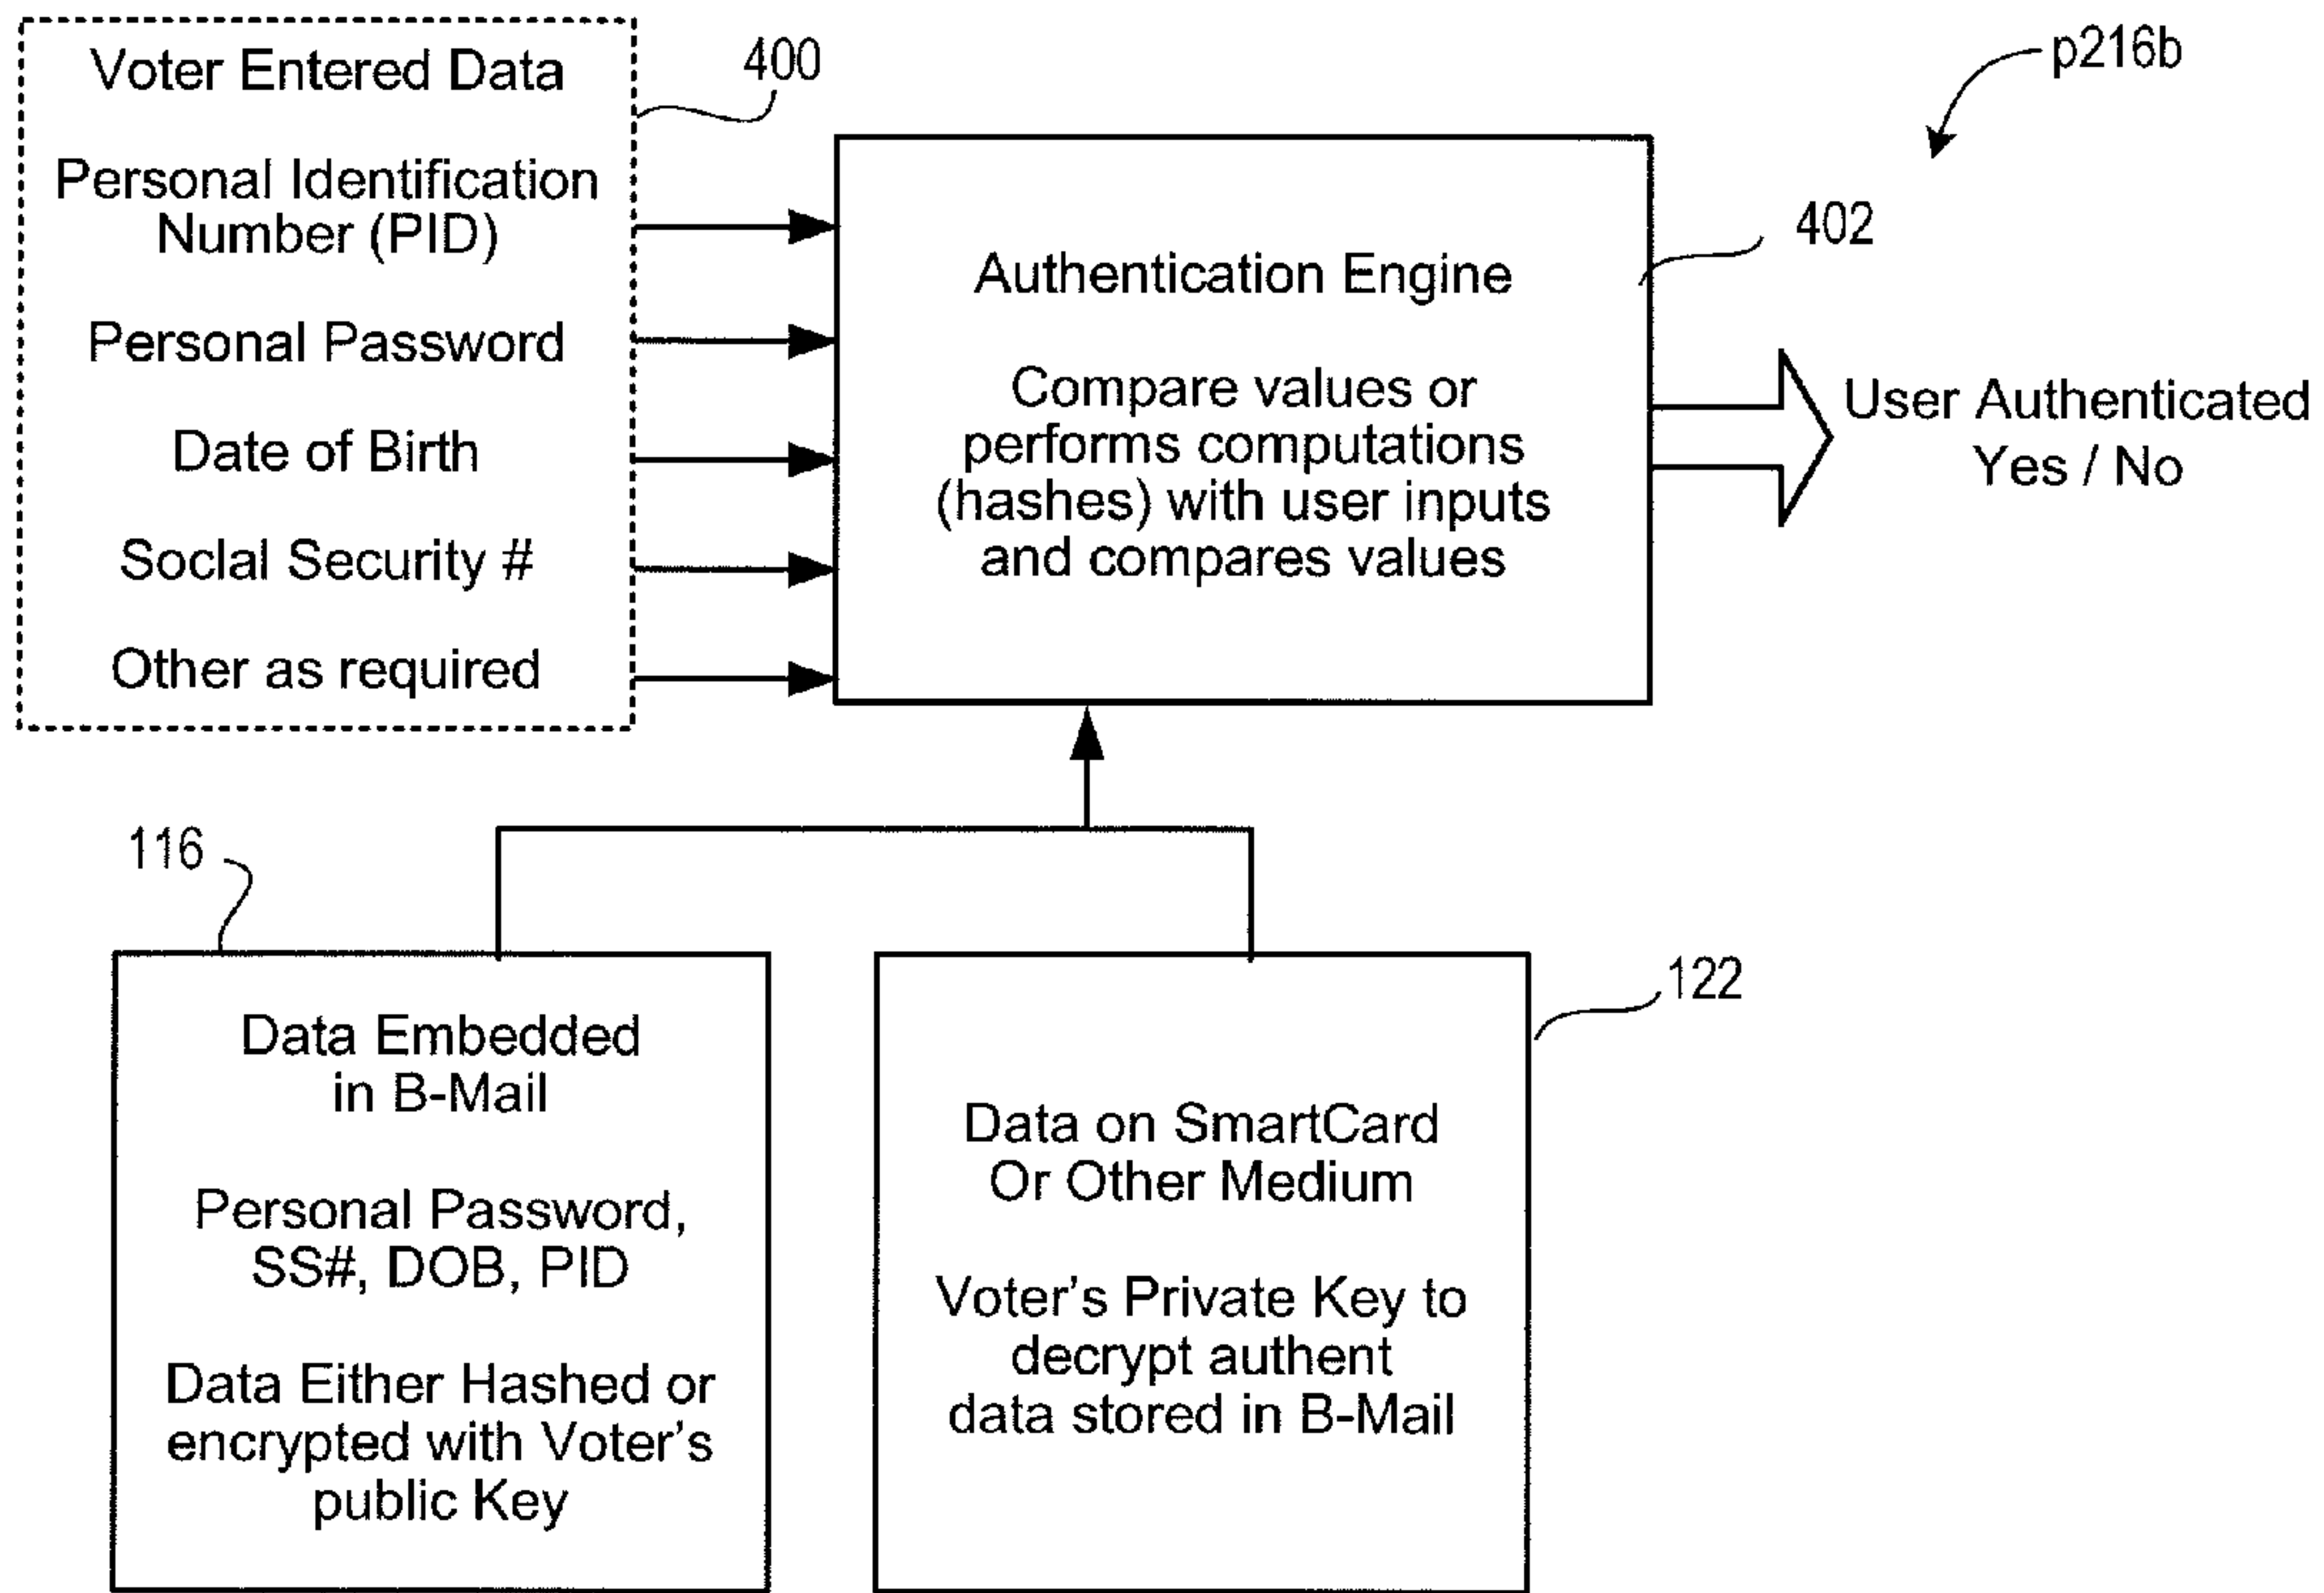 Voter Entered Data
Personal Identification
Number (PID)
Personal Password
Date of Birth
Soclal Security #
Other as required
400
p216b
402
Authentication Engine
Compare values or
performs computations
(hashes) with user inputs
and compares values
User Authenticated
Yes / No
116
Data Embedded
in B-Mail
Personal Password,
SS#, DOB, PID
Data Either Hashed or
encrypted with Voter's
public Key
122
Data on SmartCard
Or Other Medium
Voter's Private Key to
decrypt authent
data stored in B-Mail